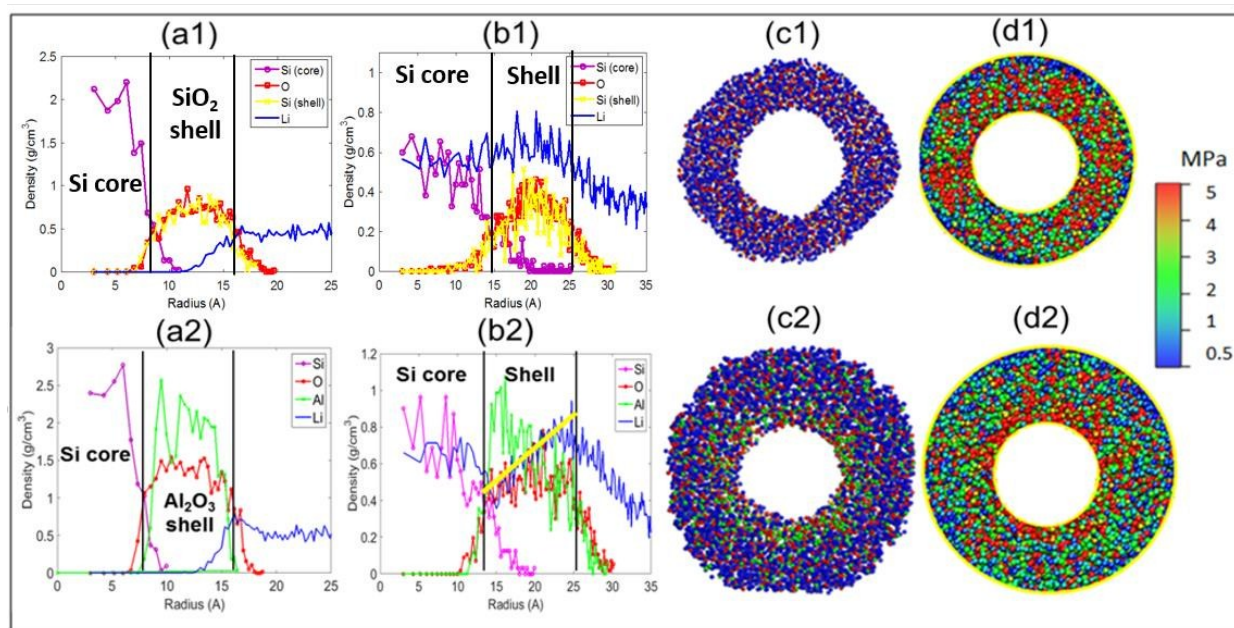 (a1)
2.5
2
1.5
1
0.5
0
Density (g/cm³)
Si core
SiO₂
shell
Si (core)
O
Si (shell)
Li
0 5 10 15 20 25
Radius (A)
(b1)
1
0.8
0.6
0.4
0.2
0
Density (g/cm³)
Si core
Shell
Si (core)
O
Si (shell)
Li
0 5 10 15 20 25 30 35
Radius (A)
(c1)
(d1)
MPa
5
4
3
2
1
0.5
(a2)
3
2.5
2
1.5
1
0.5
0
Density (g/cm³)
Si core
Al₂O₃
shell
Si
O
Al
Li
0 5 10 15 20 25
Radius (A)
(b2)
1.2
1
0.8
0.6
0.4
0.2
0
Density (g/cm³)
Si core
Shell
Si
O
Al
Li
0 5 10 15 20 25 30 35
Radius (A)
(c2)
(d2)